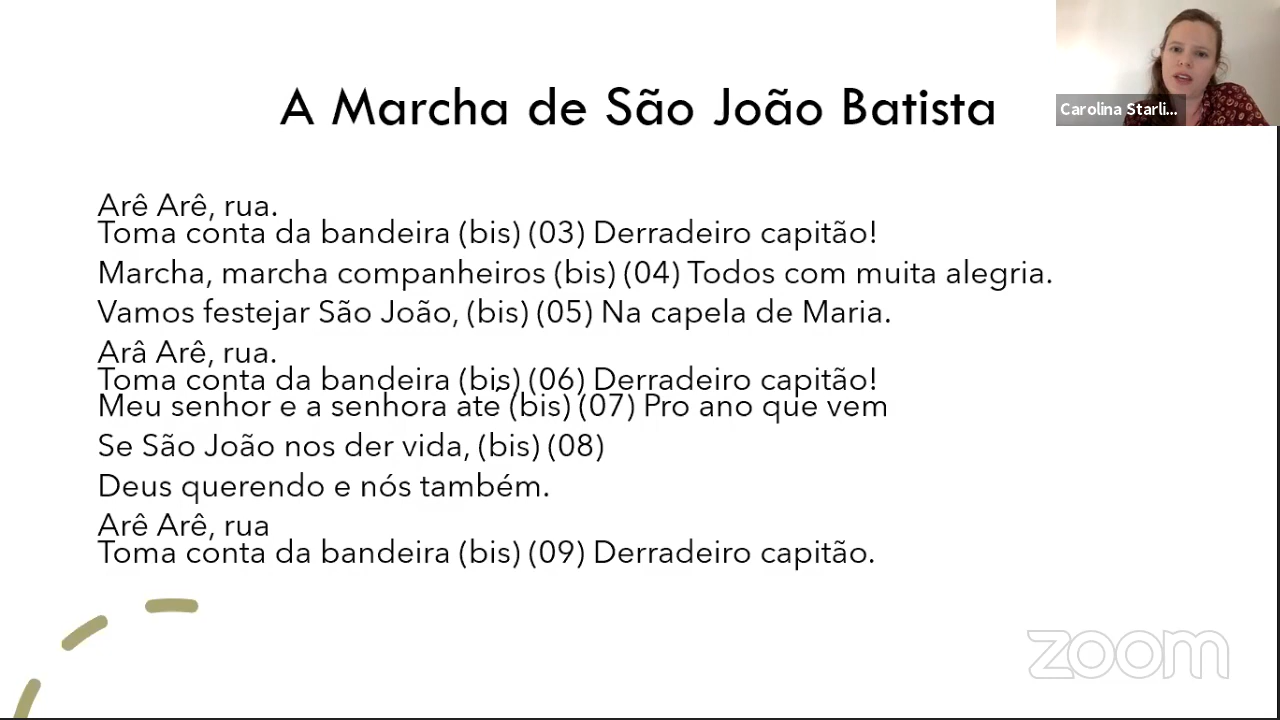 A Marcha de São João Batista
Carolina Starli...
Arê Arê, rua.
Toma conta da bandeira (bis) (03) Derradeiro capitão!
Marcha, marcha companheiros (bis) (04) Todos com muita alegria.
Vamos festejar São João, (bis) (05) Na capela de Maria.
Arâ Arê, rua.
Toma conta da bandeira (bis) (06) Derradeiro capitão!
Meu senhor e a senhora até (bis) (07) Pro ano que vem
Se São João nos der vida, (bis) (08)
Deus querendo e nós também.
Arê Arê, rua
Toma conta da bandeira (bis) (09) Derradeiro capitão.
zoom